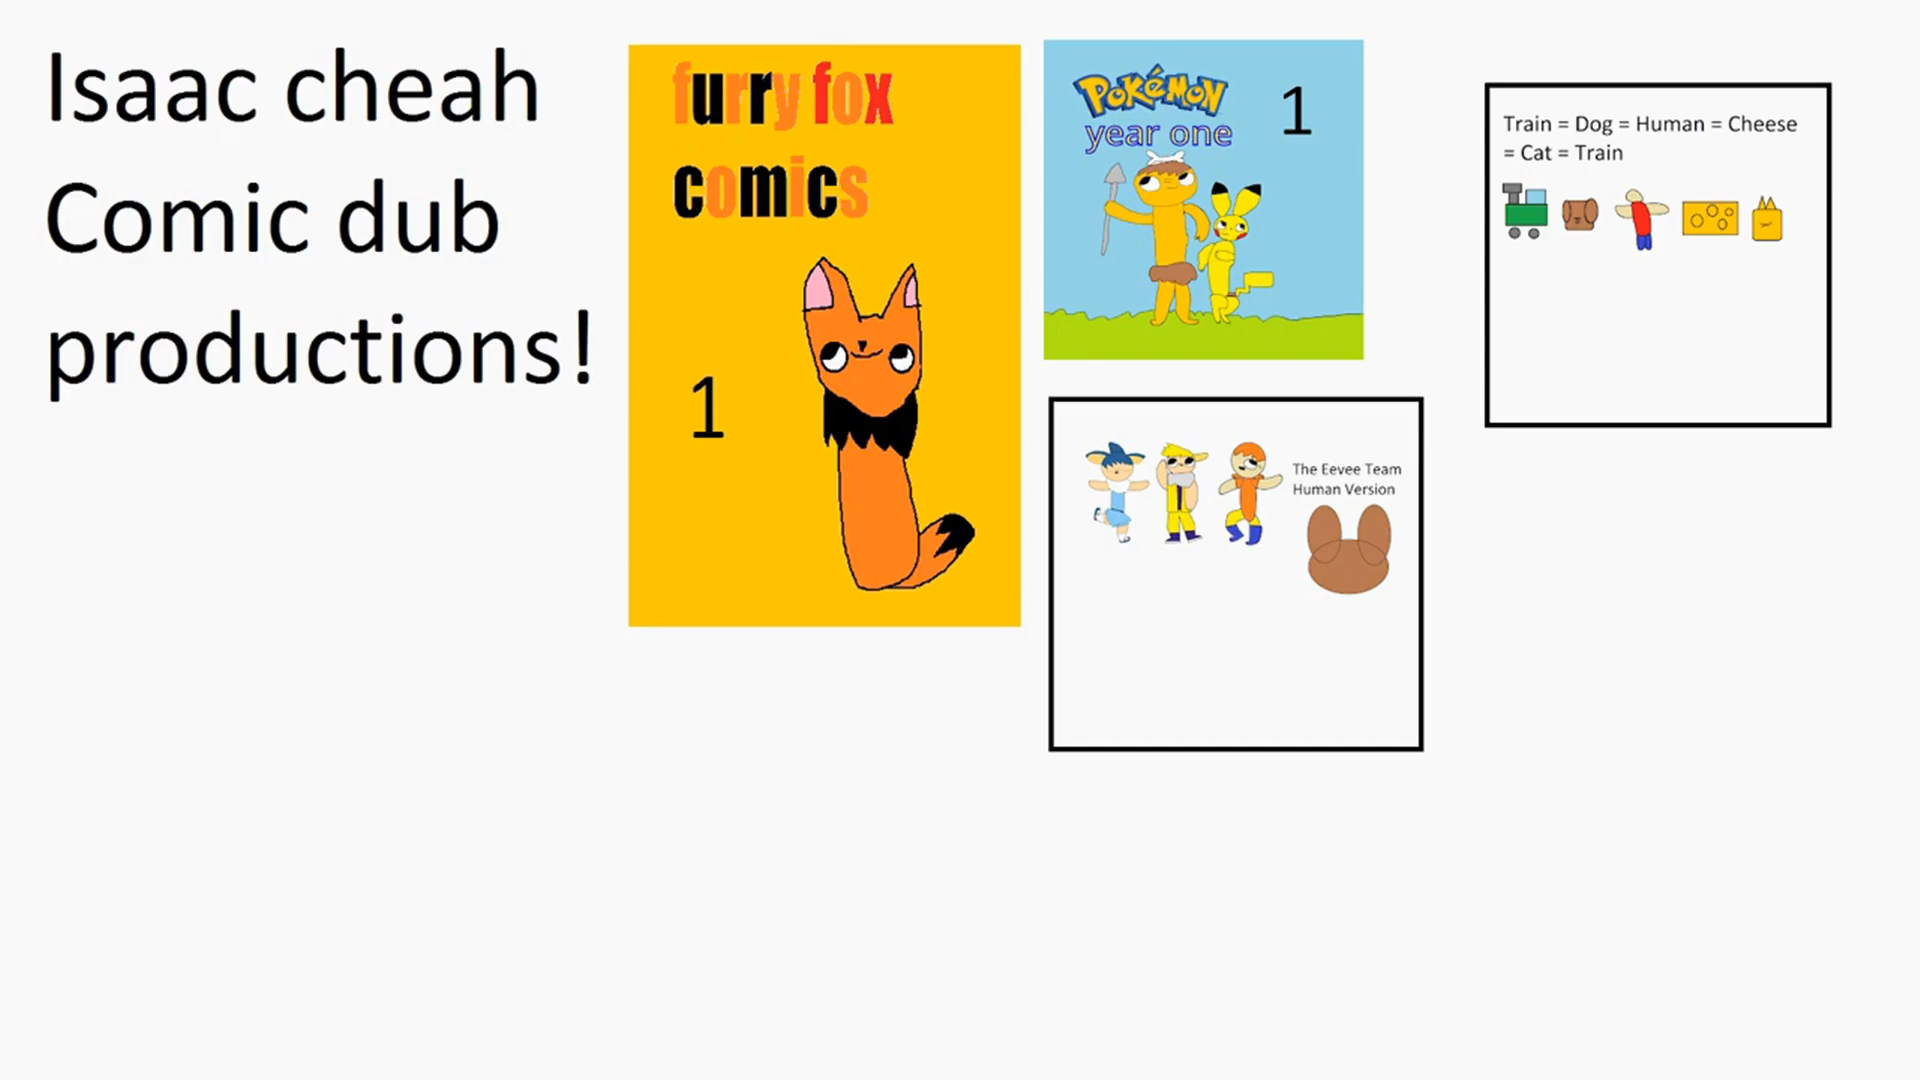 Isaac cheah
Comic dub
productions!
furry fox
comics
1
POKéMON
year one
1
Train = Dog = Human = Cheese
= Cat = Train
The Eevee Team
Human Version